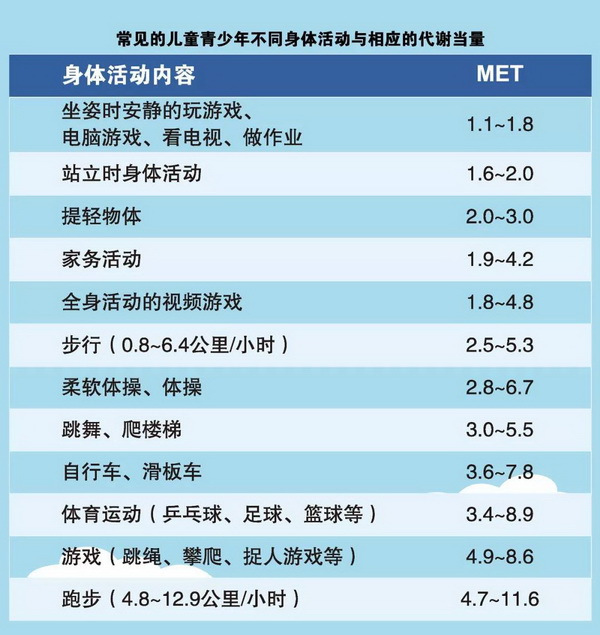 常见的儿童青少年不同身体活动与相应的代谢当量
身体活动内容 MET
坐姿时安静的玩游戏、
电脑游戏、看电视、做作业 1.1~1.8
站立时身体活动 1.6~2.0
提轻物体 2.0~3.0
家务活动 1.9~4.2
全身活动的视频游戏 1.8~4.8
步行（0.8~6.4公里/小时） 2.5~5.3
柔软体操、体操 2.8~6.7
跳舞、爬楼梯 3.0~5.5
自行车、滑板车 3.6~7.8
体育运动（乒乓球、足球、篮球等） 3.4~8.9
游戏（跳绳、攀爬、捉人游戏等） 4.9~8.6
跑步（4.8~12.9公里/小时） 4.7~11.6